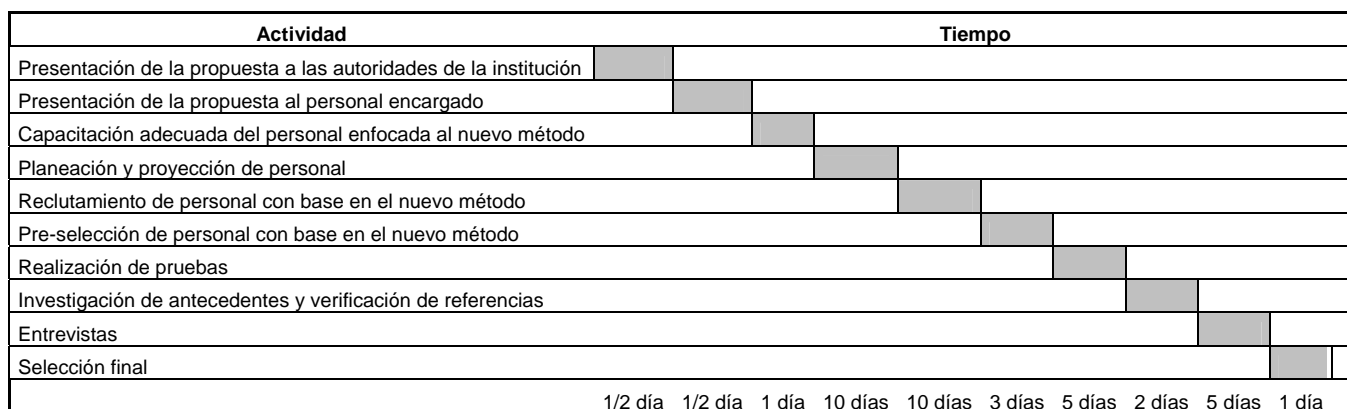 Actividad Tiempo
Presentación de la propuesta a las autoridades de la institución
Presentación de la propuesta al personal encargado
Capacitación adecuada del personal enfocada al nuevo método
Planeación y proyección de personal
Reclutamiento de personal con base en el nuevo método
Pre-selección de personal con base en el nuevo método
Realización de pruebas
Investigación de antecedentes y verificación de referencias
Entrevistas
Selección final
1/2 día 1/2 día 1 día 10 días 10 días 3 días 5 días 2 días 5 días 1 día